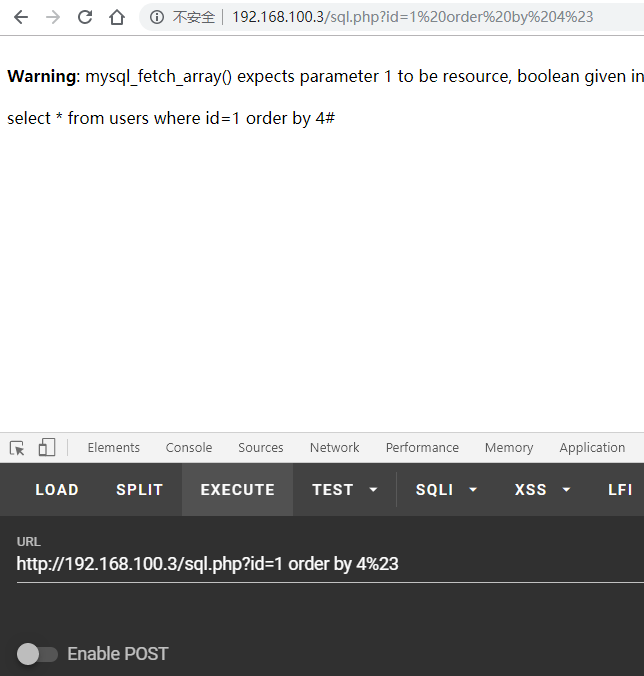 不安全 192.168.100.3/sql.php?id=1%20order%20by%204%23
Warning: mysql_fetch_array() expects parameter 1 to be resource, boolean given in
select * from users where id=1 order by 4#
Elements Console Sources Network Performance Memory Application
LOAD SPLIT EXECUTE TEST SQLI XSS LFI
URL
http://192.168.100.3/sql.php?id=1 order by 4%23
Enable POST